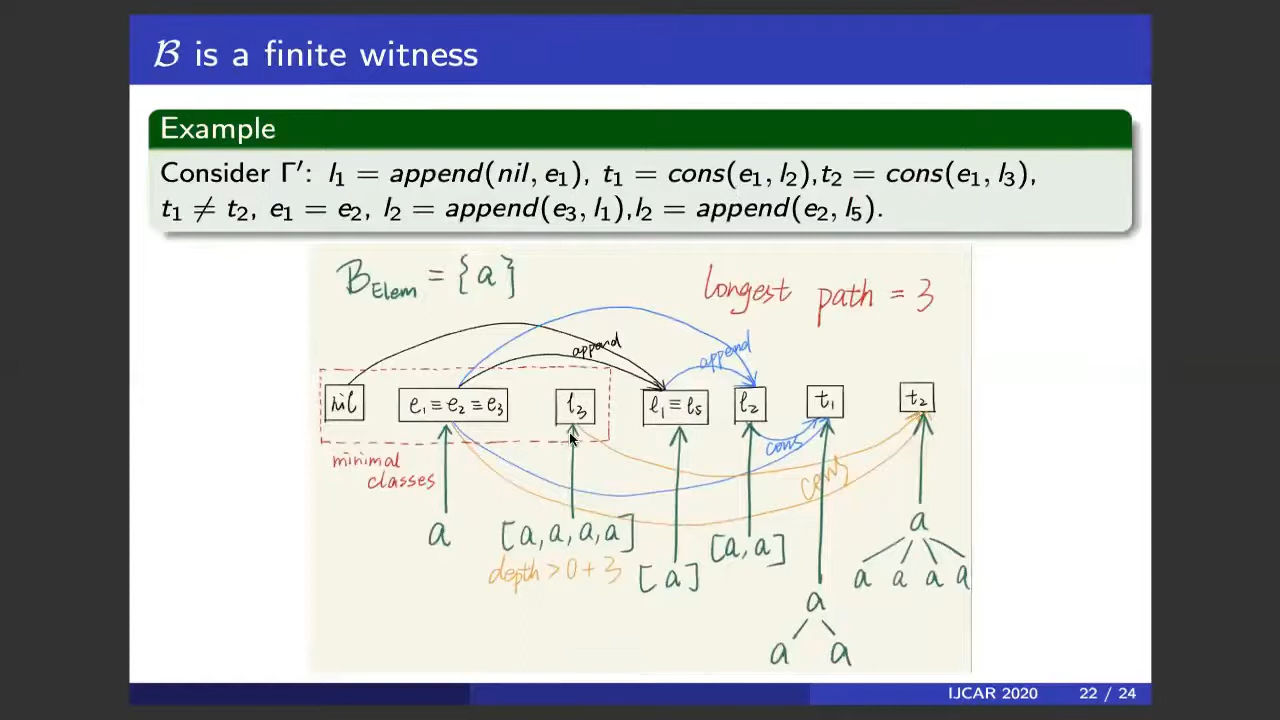 ℬ is a finite witness
Example
Consider Γ′: l₁ = append(nil, e₁), t₁ = cons(e₁, l₂),t₂ = cons(e₁, l₃),
t₁ ≠ t₂, e₁ = e₂, l₂ = append(e₃, l₁),l₂ = append(e₂, l₅).
ℬ_Elem = {a}
longest path = 3
append
append
nil
e₁ ≡ e₂ ≡ e₃
l₃
l₁ ≡ l₅
l₂
t₁
t₂
cons
cons
minimal
classes
a
[a, a, a, a]
depth > 0 + 3
[a]
[a, a]
a
a a
a
a a a a
IJCAR 2020 22 / 24